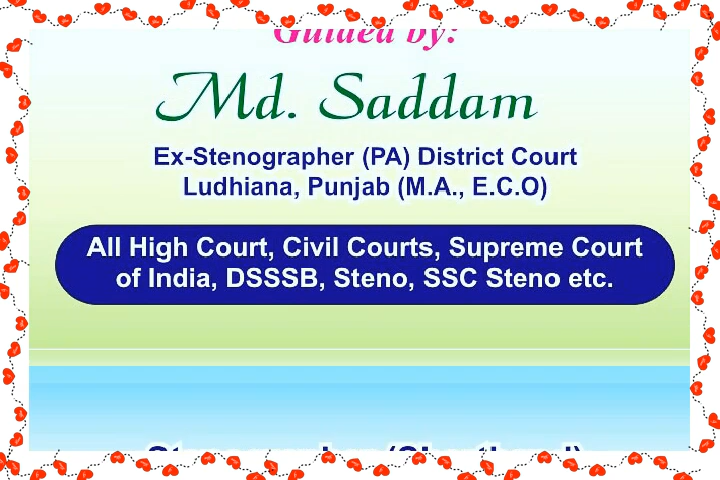 Guided by:
Md. Saddam
Ex-Stenographer (PA) District Court
Ludhiana, Punjab (M.A., E.C.O)
All High Court, Civil Courts, Supreme Court
of India, DSSSB, Steno, SSC Steno etc.